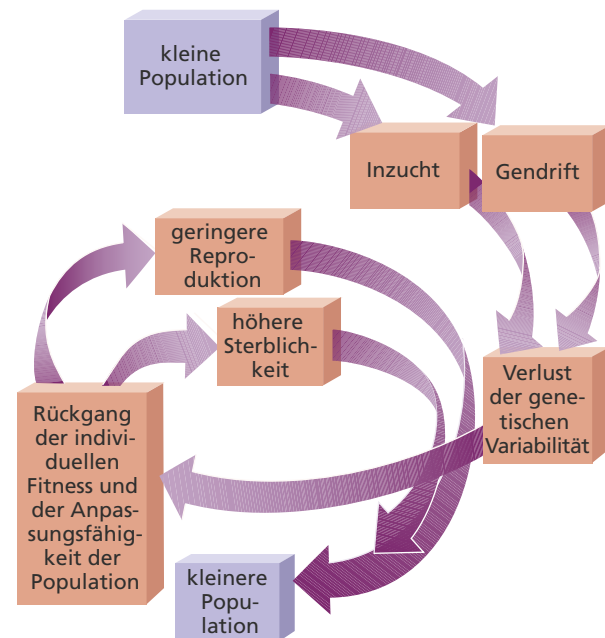 kleine
Population
Inzucht
Gendrift
geringere
Repro-
duktion
höhere
Sterblich-
keit
Verlust
der gene-
tischen
Variabilität
Rückgang
der indivi-
duellen
Fitness und
der Anpas-
sungsfähig-
keit der
Population
kleinere
Popu-
lation